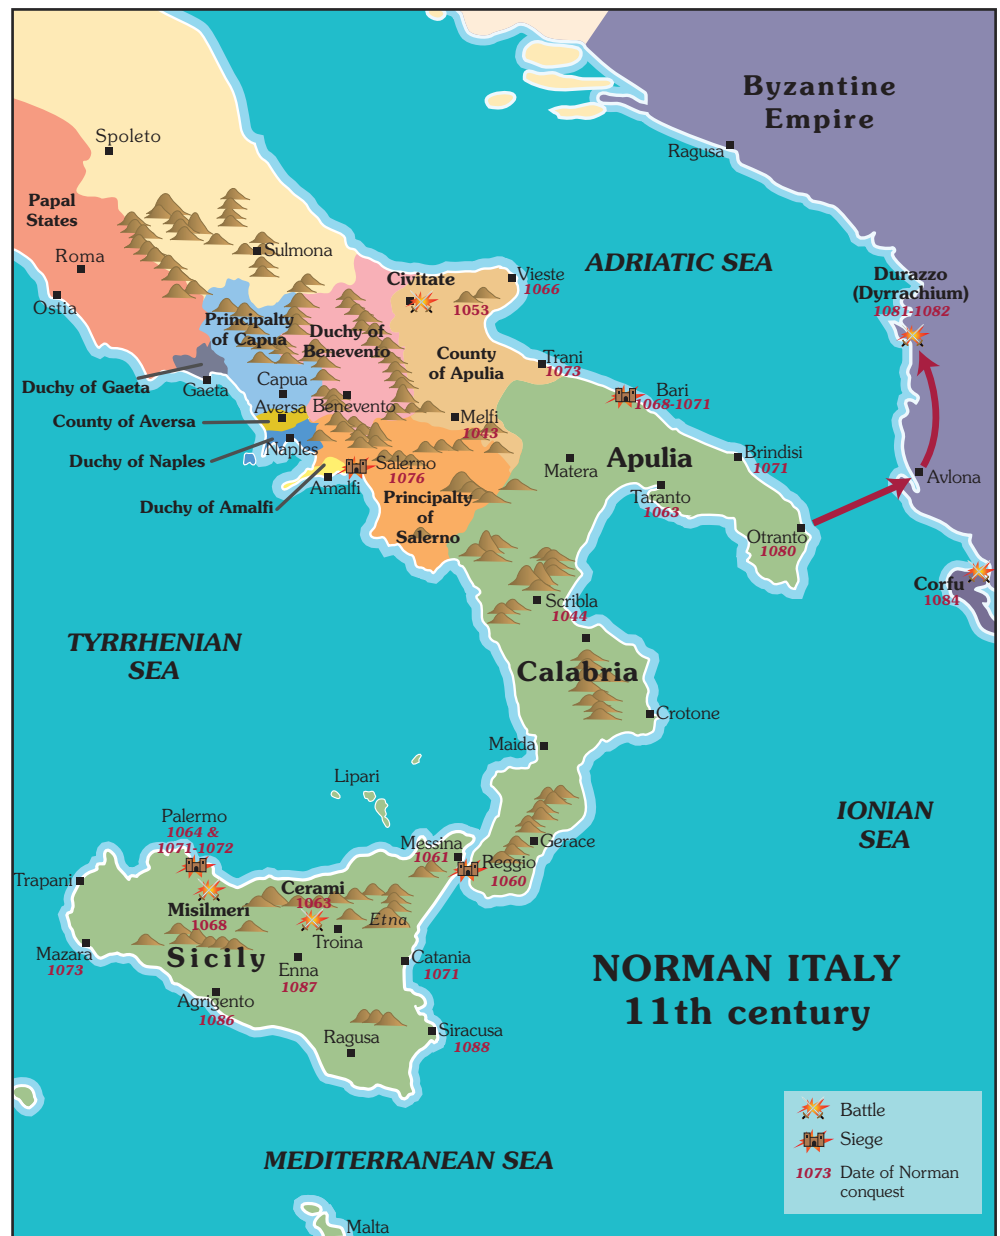 Byzantine
Empire
Ragusa
Spoleto
Papal
States
Roma
Ostia
Sulmona
ADRIATIC SEA
Civitate
1053
Vieste
1066
Durazzo
(Dyrrachium)
1081-1082
Principalty
of Capua
Duchy of
Benevento
County
of Apulia
Trani
1073
Duchy of Gaeta
Gaeta
Capua
Aversa
Benevento
Bari
1068-1071
County of Aversa
Melfi
1043
Duchy of Naples
Naples
Salerno
1076
Matera
Apulia
Brindisi
1071
Avlona
Amalfi
Duchy of Amalfi
Principalty
of
Salerno
Taranto
1063
Otranto
1080
Corfu
1084
Scribla
1044
TYRRHENIAN
SEA
Calabria
Crotone
Maida
Lipari
IONIAN
SEA
Palermo
1064 &
1071-1072
Messina
1061
Gerace
Reggio
1060
Trapani
Misilmeri
1068
Cerami
1063
Etna
Troina
Mazara
1073
Sicily
Enna
1087
Catania
1071
NORMAN ITALY
11th century
Agrigento
1086
Ragusa
Siracusa
1088
Battle
Siege
1073 Date of Norman
conquest
MEDITERRANEAN SEA
Malta